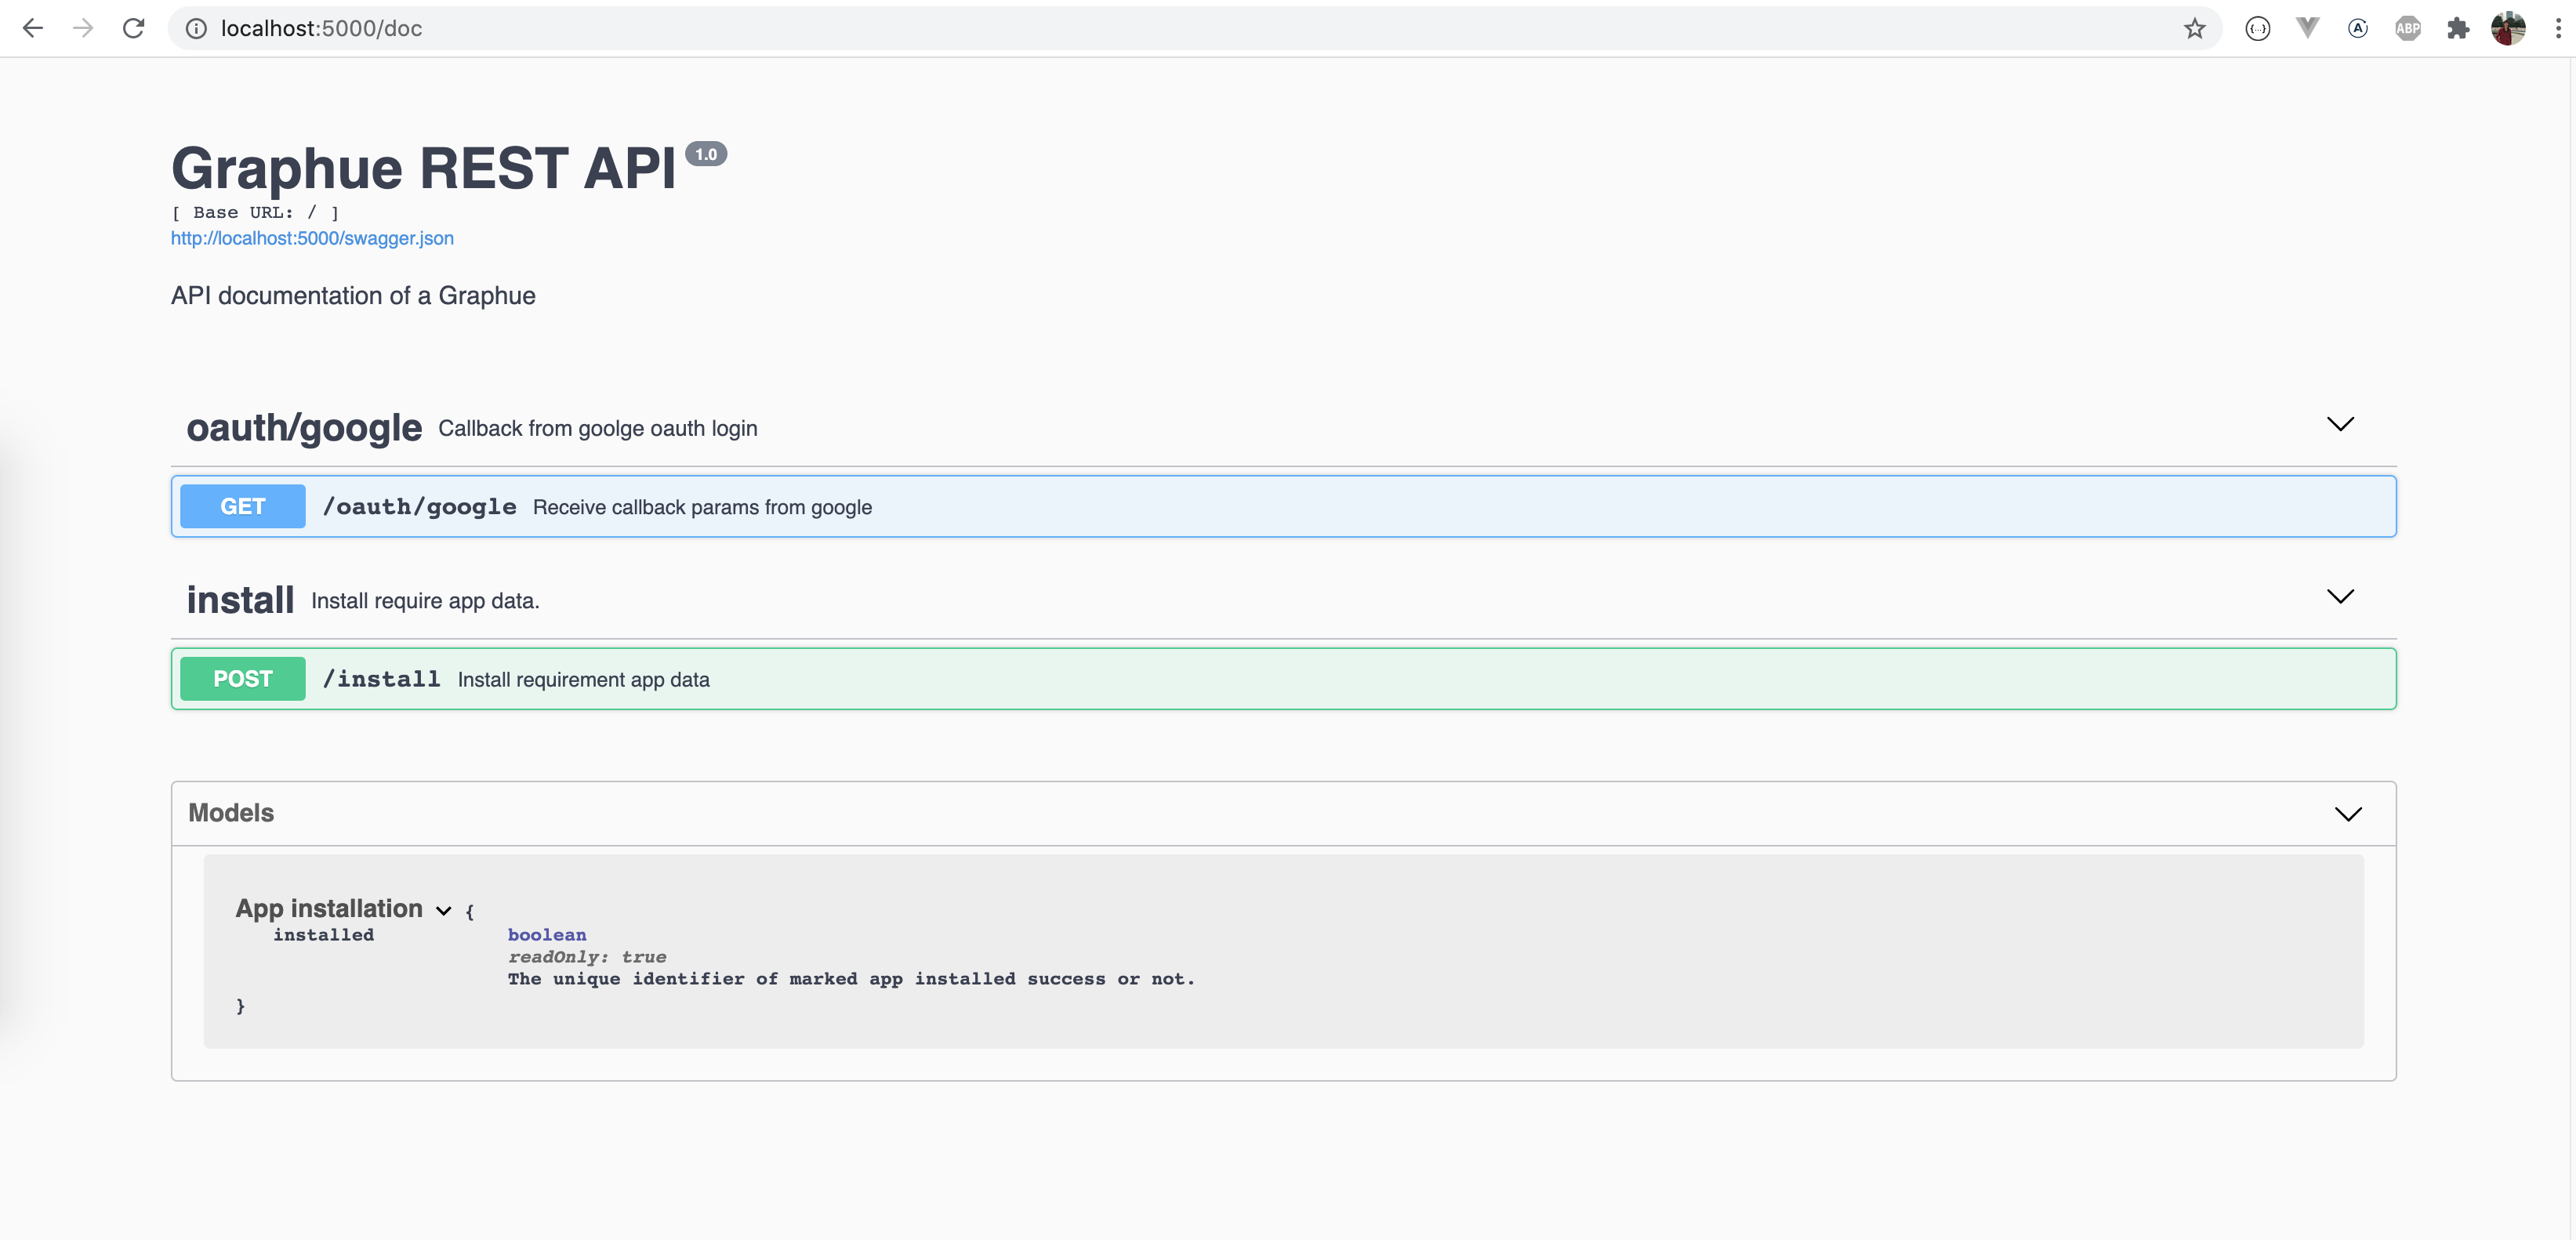 localhost:5000/doc
ABP
Graphue REST API 1.0
[ Base URL: / ]
http://localhost:5000/swagger.json
API documentation of a Graphue
oauth/google Callback from goolge oauth login
GET /oauth/google Receive callback params from google
install Install require app data.
POST /install Install requirement app data
Models
App installation {
installed boolean
readOnly: true
The unique identifier of marked app installed success or not.
}